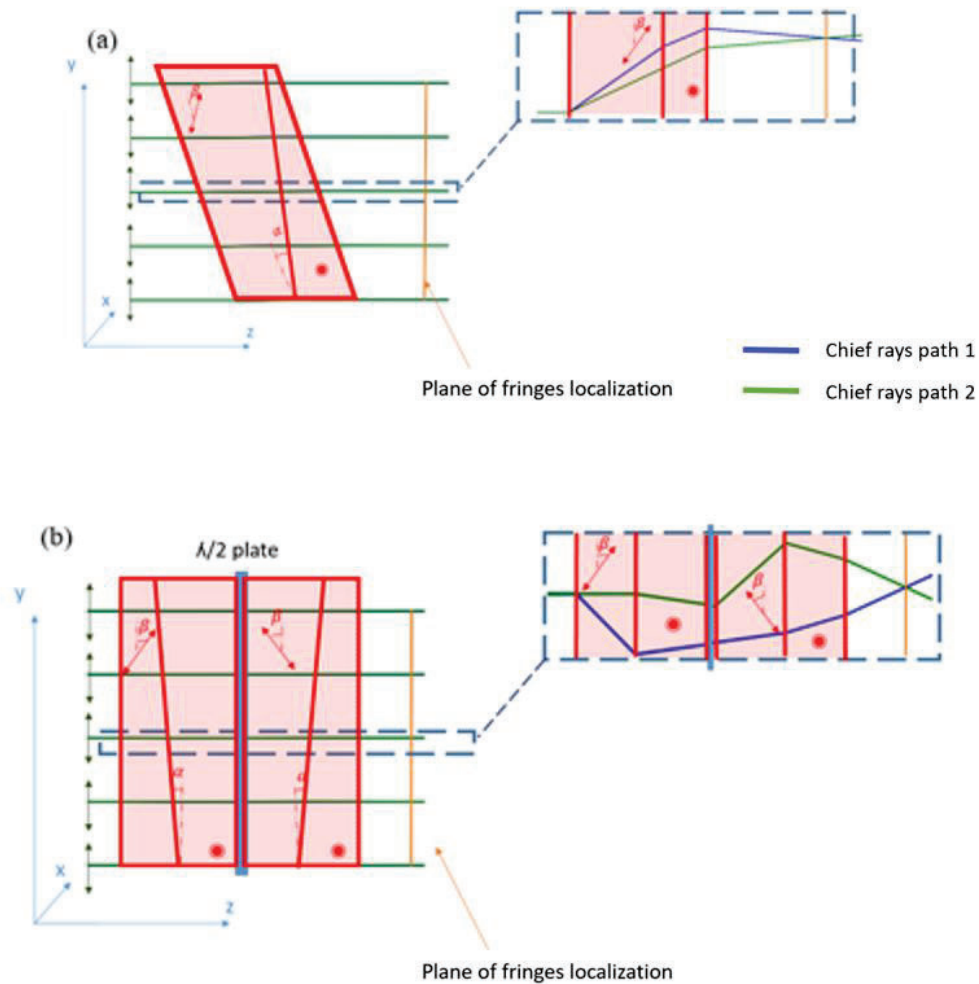 (a)
y
β
β
α
x
z
Plane of fringes localization
Chief rays path 1
Chief rays path 2
(b)
λ/2 plate
y
β
β
β
β
α
α
x
z
Plane of fringes localization